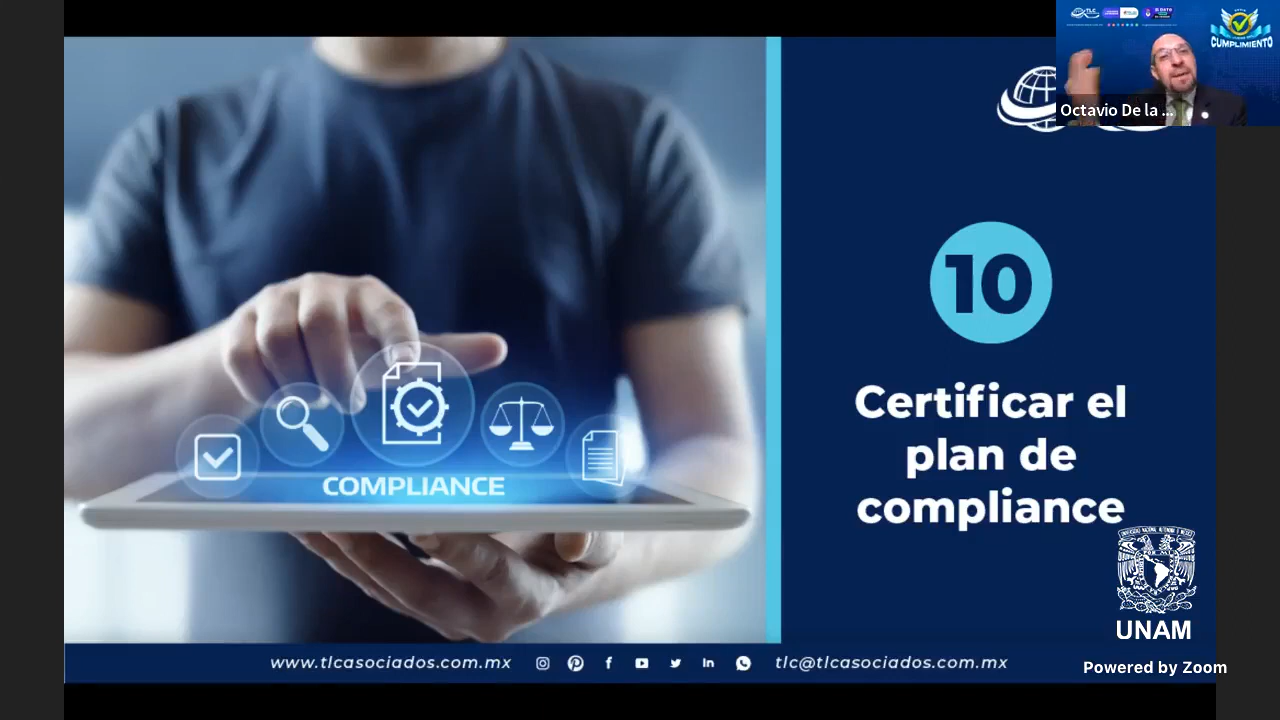 TLC
CUMPLIMIENTO
Octavio De la ...
10
Certificar el
plan de
compliance
COMPLIANCE
UNAM
www.tlcasociados.com.mx
tlc@tlcasociados.com.mx
Powered by Zoom